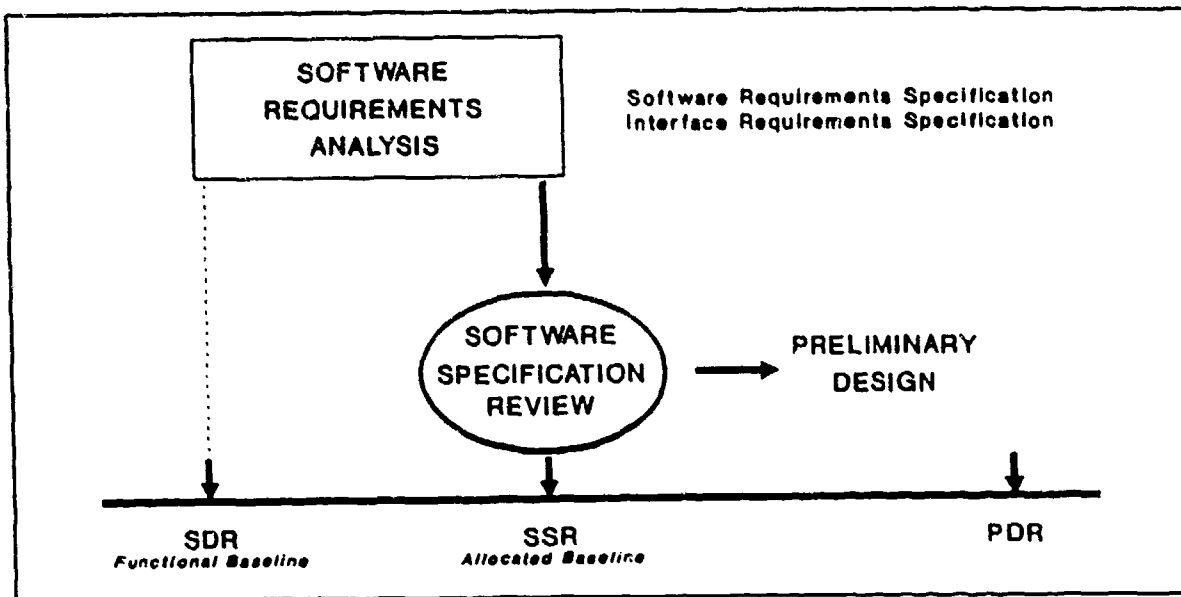 SOFTWARE
REQUIREMENTS
ANALYSIS
Software Requirements Specification
Interface Requirements Specification
SOFTWARE
SPECIFICATION
REVIEW
PRELIMINARY
DESIGN
SDR
Functional Baseline
SSR
Allocated Baseline
PDR